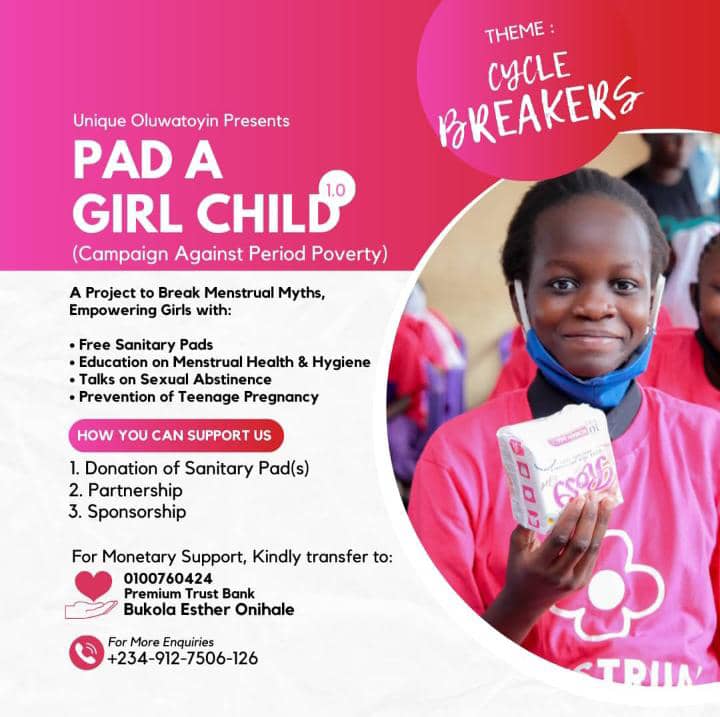 THEME :
CYCLE
BREAKERS
Unique Oluwatoyin Presents
PAD A
GIRL CHILD
1.0
(Campaign Against Period Poverty)
A Project to Break Menstrual Myths,
Empowering Girls with:
• Free Sanitary Pads
• Education on Menstrual Health & Hygiene
• Talks on Sexual Abstinence
• Prevention of Teenage Pregnancy
HOW YOU CAN SUPPORT US
1. Donation of Sanitary Pad(s)
2. Partnership
3. Sponsorship
For Monetary Support, Kindly transfer to:
0100760424
Premium Trust Bank
Bukola Esther Onihale
For More Enquiries
+234-912-7506-126